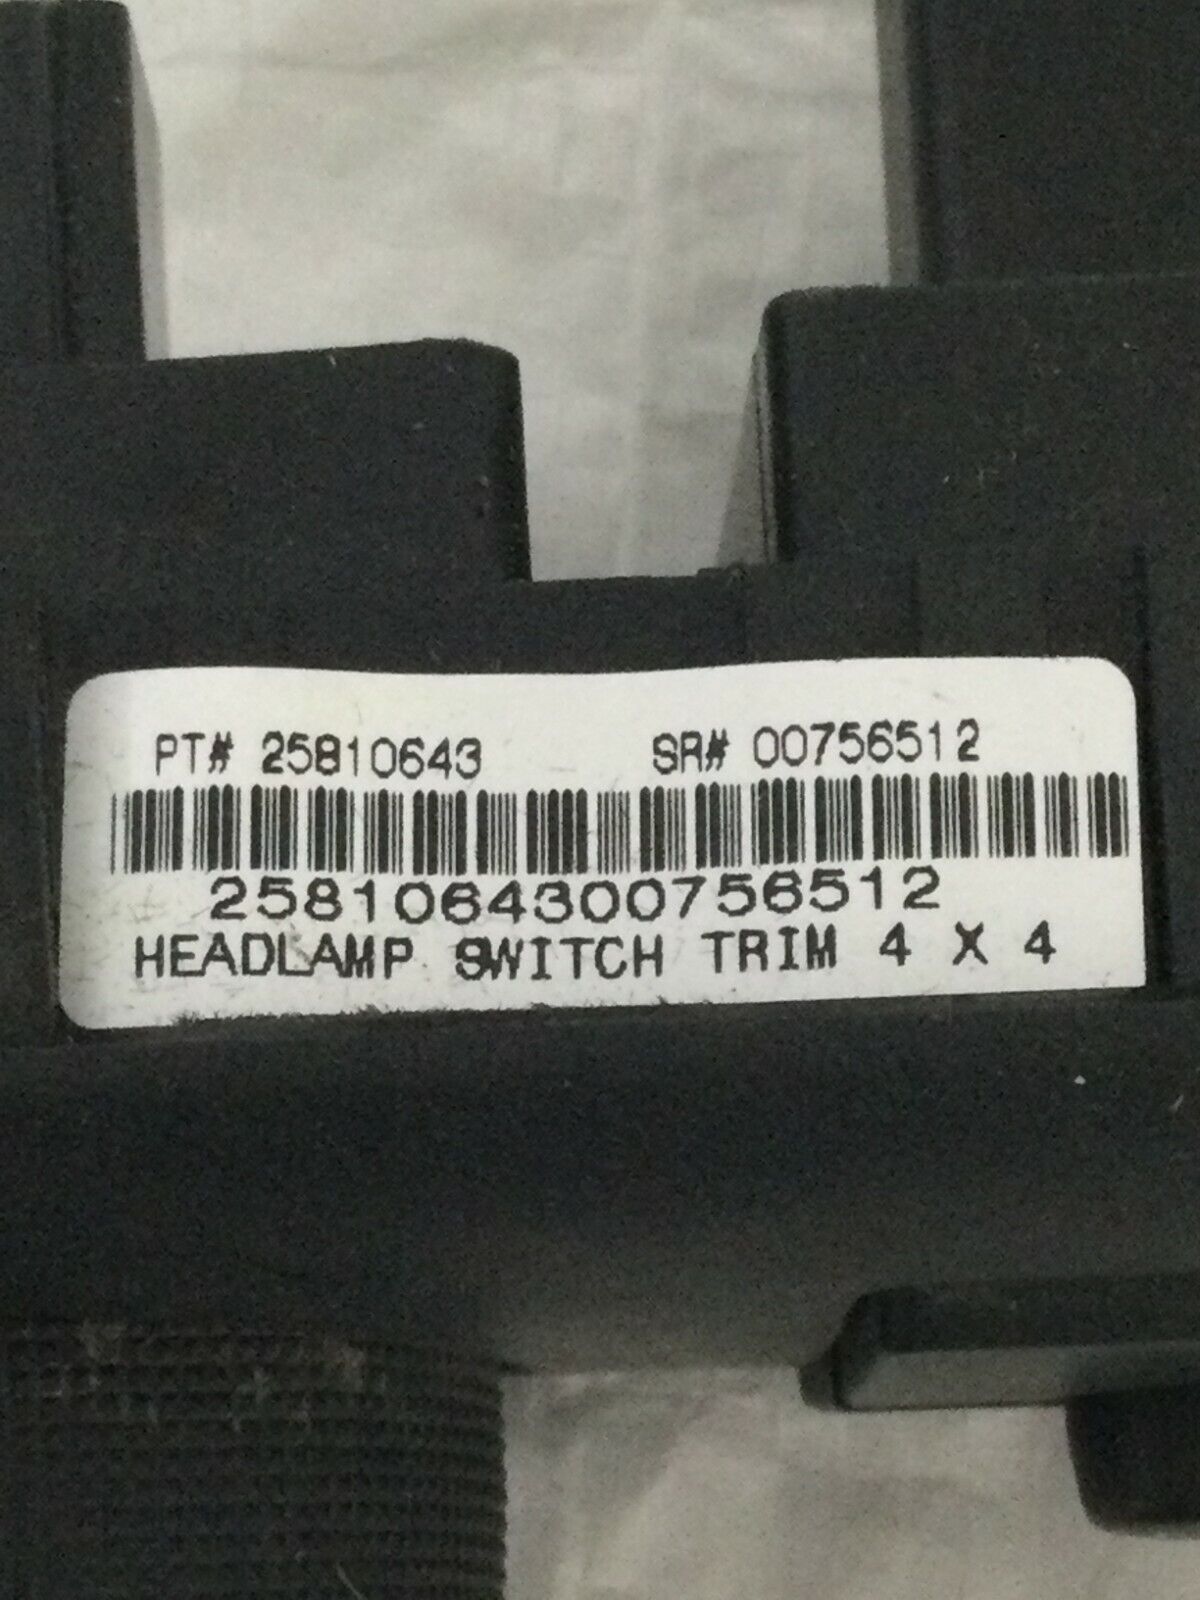 PT# 25810643 SR# 00756512
2581064300756512
HEADLAMP SWITCH TRIM 4 X 4